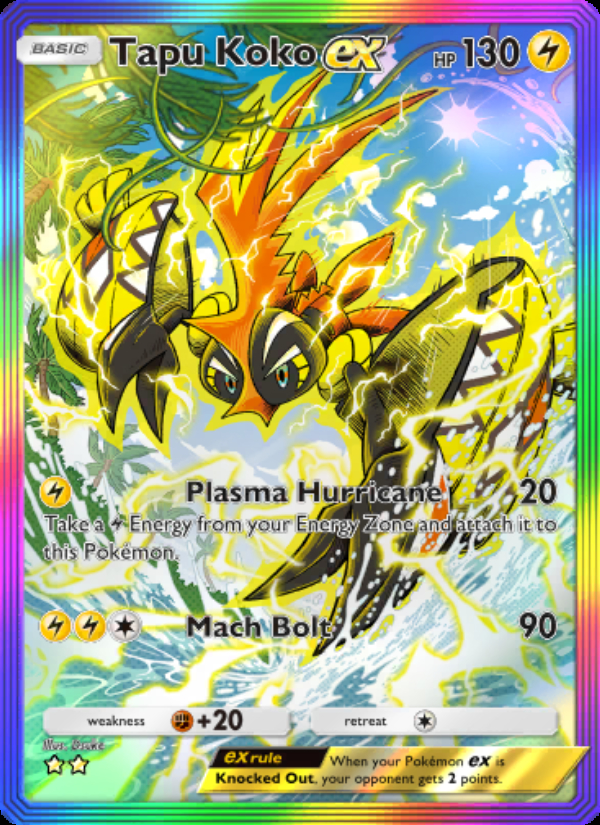 BASIC Tapu Koko ex HP 130
Plasma Hurricane 20
Take a Energy from your Energy Zone and attach it to
this Pokémon.
Mach Bolt 90
weakness +20 retreat
Illus.
ex rule When your Pokémon ex is
Knocked Out, your opponent gets 2 points.